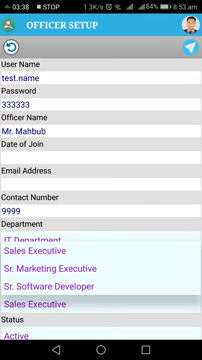 03:38 STOP 1.3K/s 84% 8:53 am
OFFICER SETUP
User Name
test.name
Password
333333
Officer Name
Mr. Mahbub
Date of Join
Email Address
Contact Number
9999
Department
IT Department
Sales Executive
Sr. Marketing Executive
Sr. Software Developer
Sales Executive
Status
Active